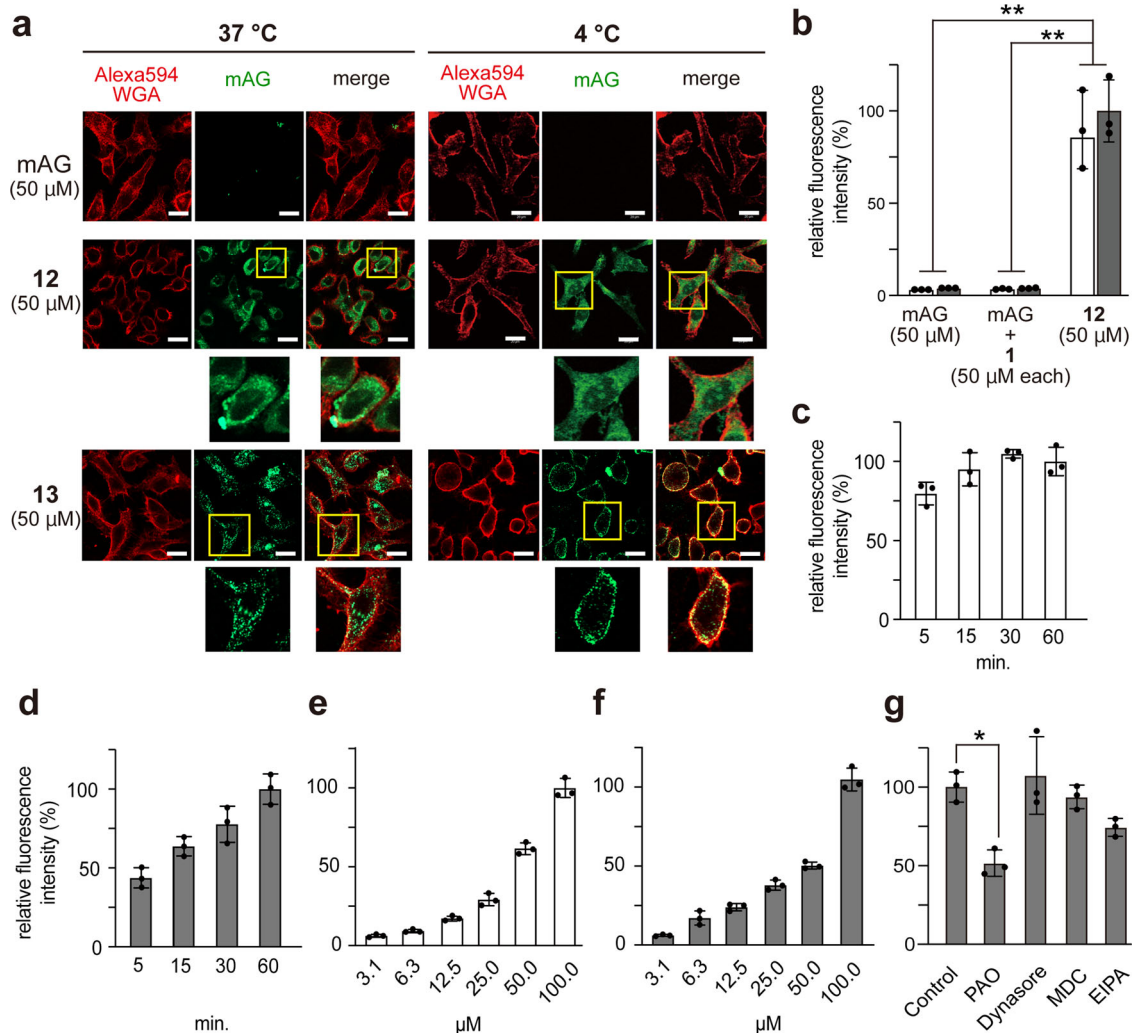 a
37 °C
4 °C
Alexa594
WGA
mAG
merge
Alexa594
WGA
mAG
merge
mAG
(50 µM)
12
(50 µM)
13
(50 µM)
b
relative fluorescence
intensity (%)
100
50
0
**
**
mAG
(50 µM)
mAG
+
1
(50 µM each)
12
(50 µM)
c
relative fluorescence
intensity (%)
100
50
0
5 15 30 60
min.
d
relative fluorescence
intensity (%)
100
50
0
5 15 30 60
min.
e
100
50
0
3.1 6.3 12.5 25.0 50.0 100.0
µM
f
100
50
0
3.1 6.3 12.5 25.0 50.0 100.0
µM
g
100
50
0
*
Control PAO Dynasore MDC EIPA